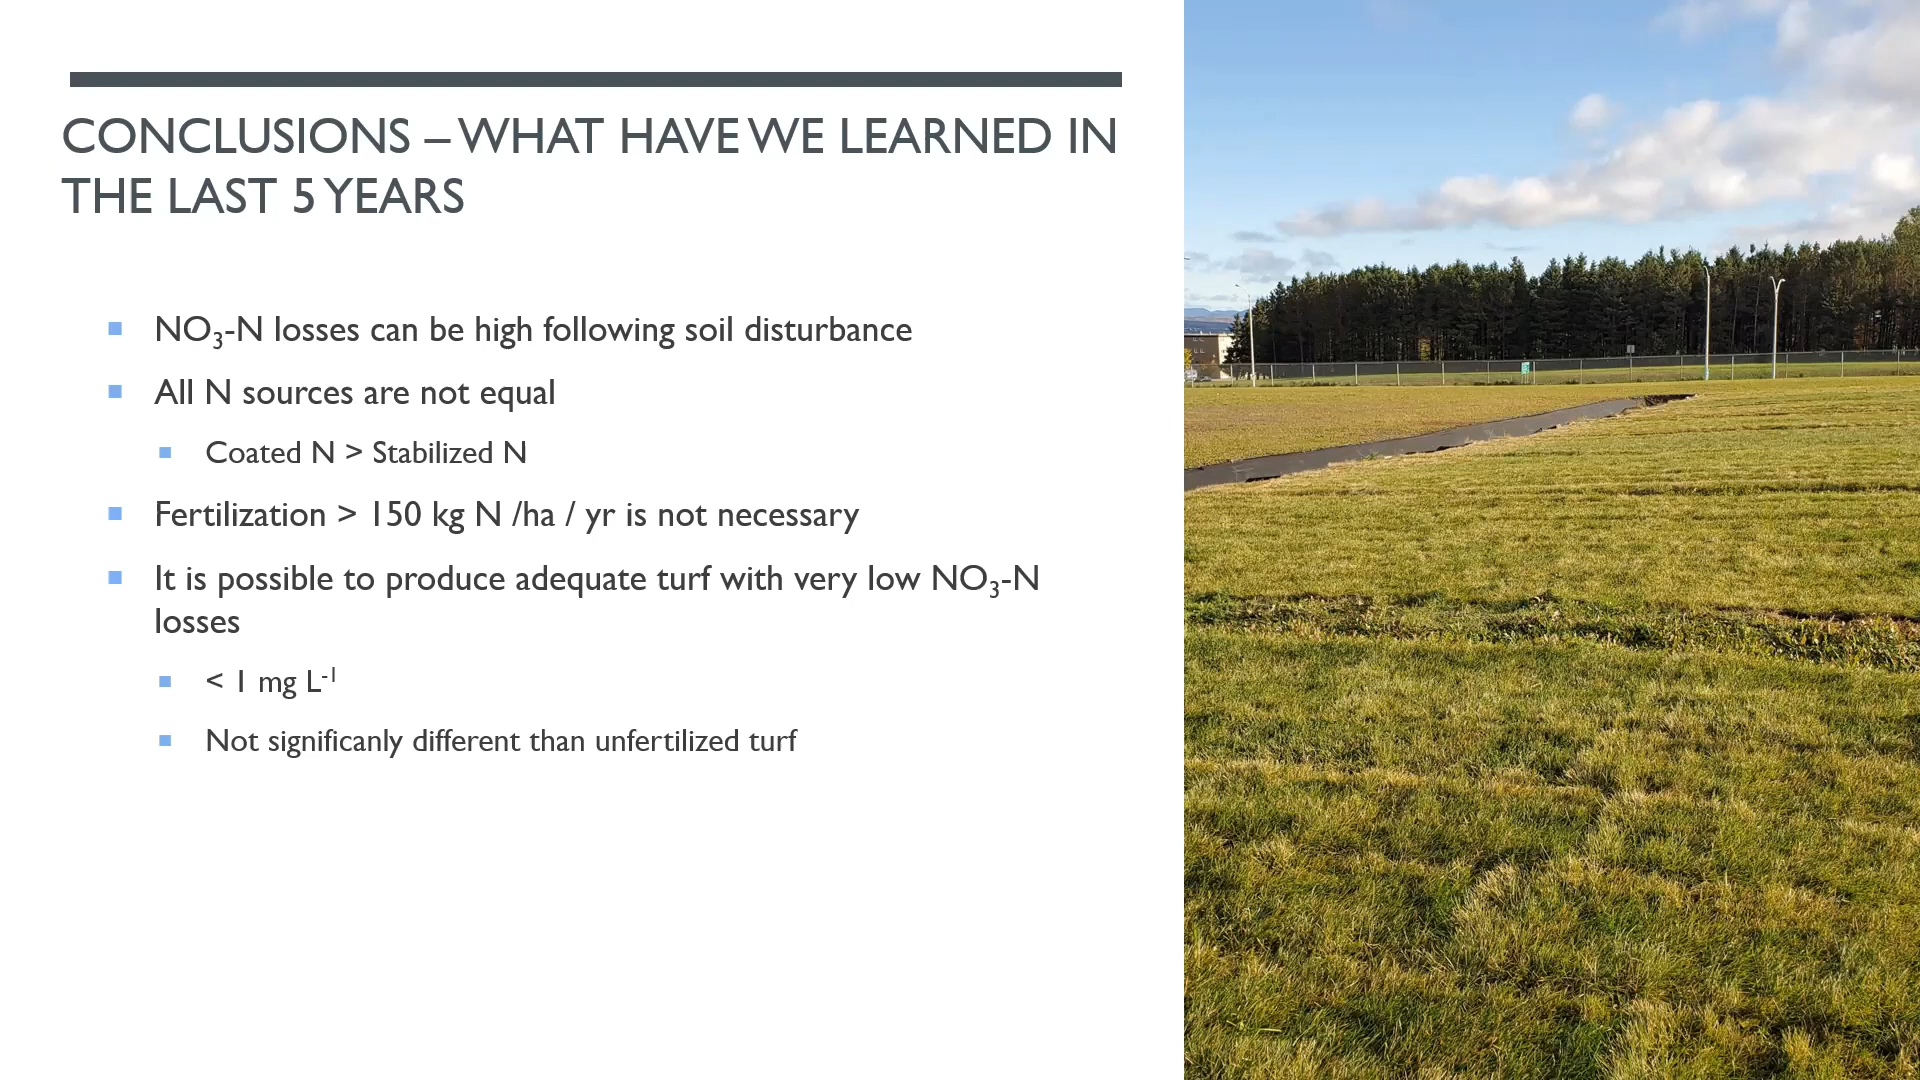 CONCLUSIONS – WHAT HAVE WE LEARNED IN
THE LAST 5 YEARS
NO₃-N losses can be high following soil disturbance
All N sources are not equal
Coated N > Stabilized N
Fertilization > 150 kg N /ha / yr is not necessary
It is possible to produce adequate turf with very low NO₃-N
losses
< 1 mg L⁻¹
Not significanly different than unfertilized turf